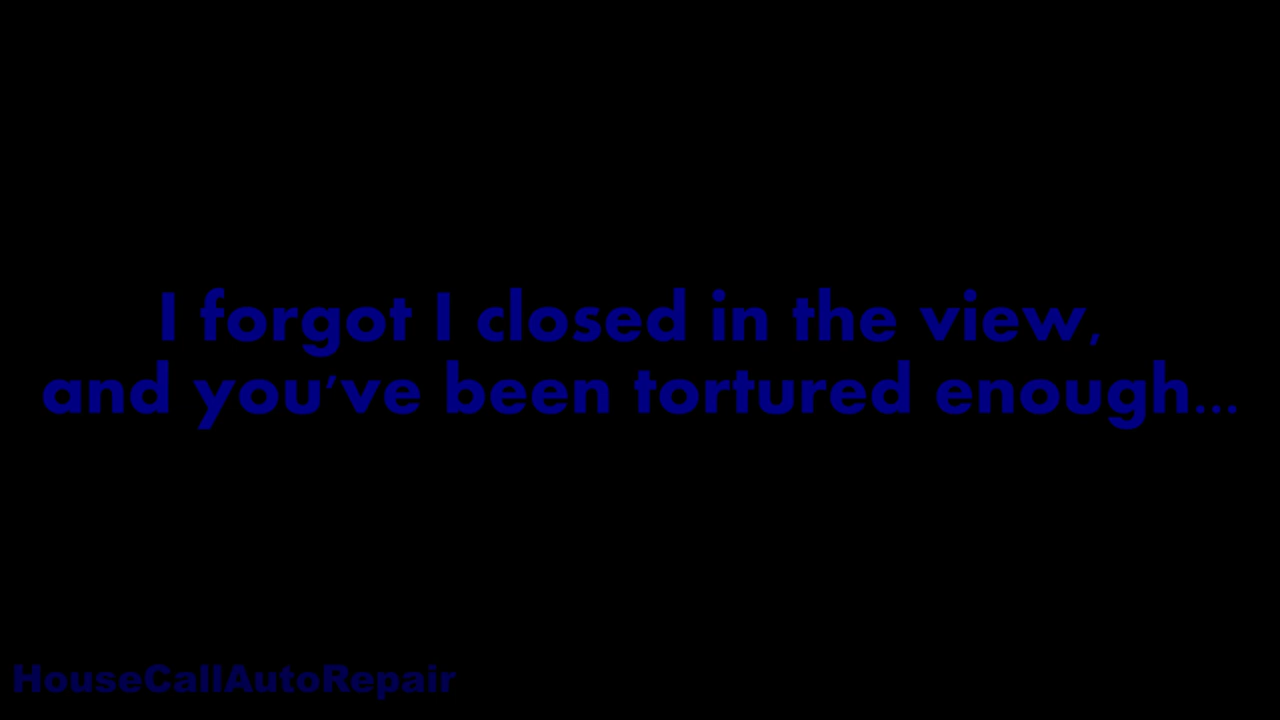 I forgot I closed in the view,
and you've been tortured enough...
HouseCallAutoRepair